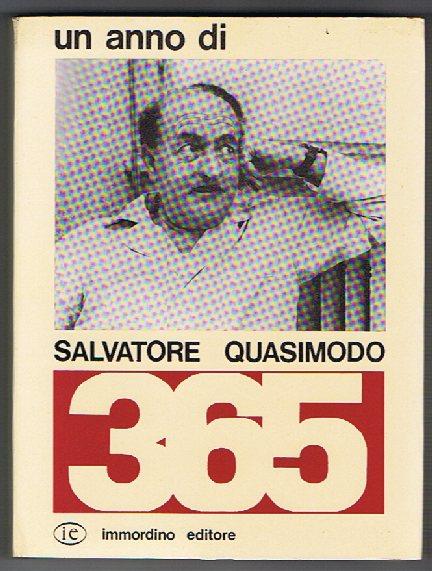 un anno di
SALVATORE QUASIMODO
365
ie immordino editore